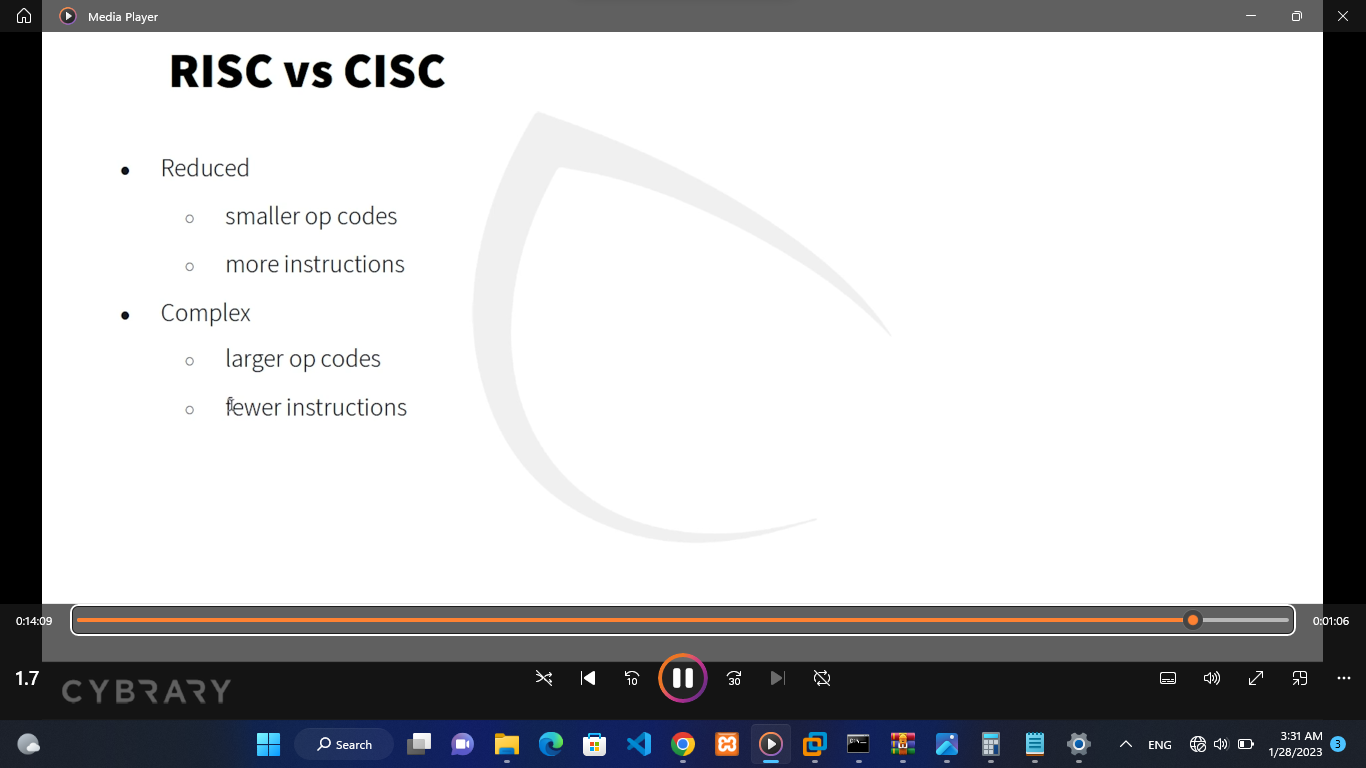 Media Player
RISC vs CISC
Reduced
smaller op codes
more instructions
Complex
larger op codes
fewer instructions
0:14:09
0:01:06
10
30
1.7
CYBRARY
Search
ENG
3:31 AM
1/28/2023
3